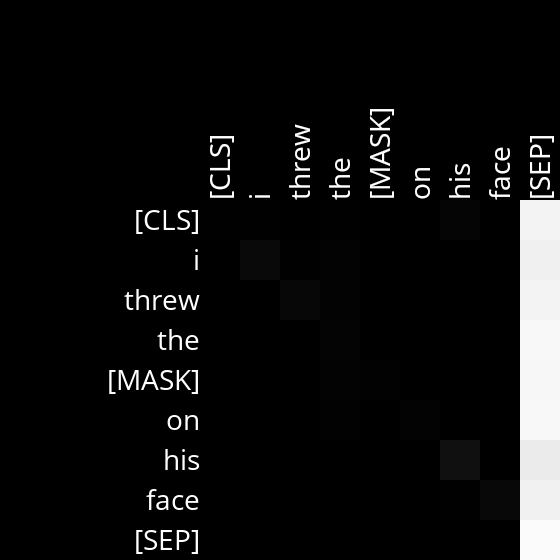 [CLS] i threw the [MASK] on his face [SEP]
[CLS]
i
threw
the
[MASK]
on
his
face
[SEP]